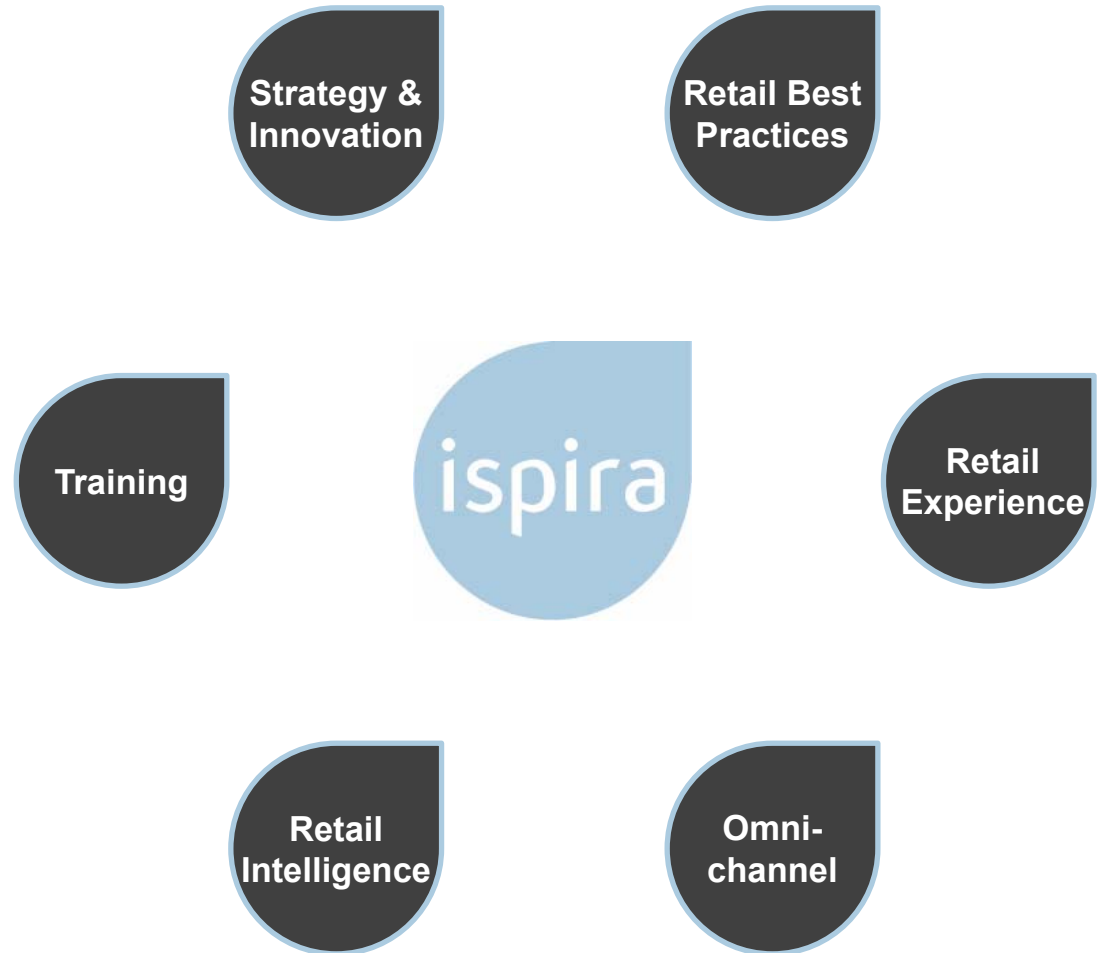 Strategy &
Innovation
Retail Best
Practices
Training
ispira
Retail
Experience
Retail
Intelligence
Omni-
channel